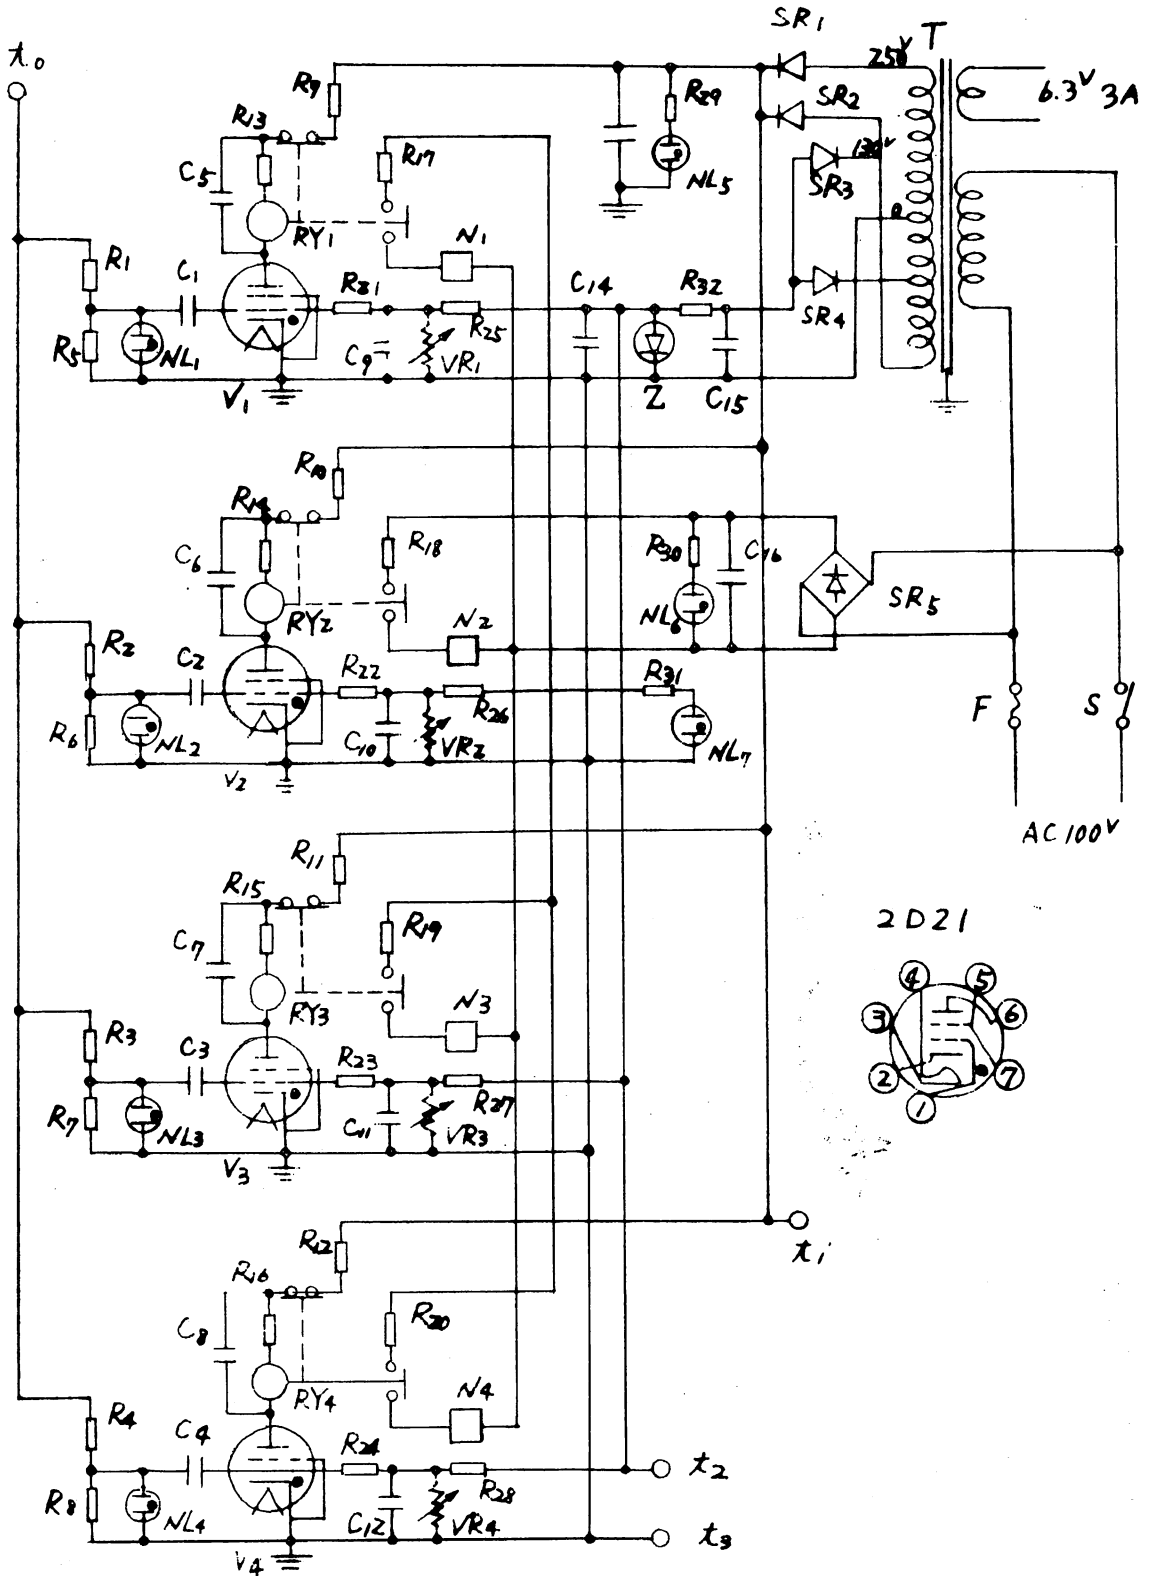 t0
R1
R5
NL1
C1
V1
C5
R13
R9
RY1
R17
N1
R21
C9
VR1
R25
C14
Z
R32
C15
R29
NL5
SR1
SR2
SR3
SR4
250V
130V
0
T
6.3V 3A
R2
R6
NL2
C2
V2
C6
R14
R10
RY2
R18
N2
R22
C10
VR2
R26
R31
NL7
R30
NL6
C16
SR5
F
S
AC 100V
R3
R7
NL3
C3
V3
C7
R15
R11
RY3
R19
N3
R23
C11
VR3
R27
2D21
4
5
3
6
2
7
1
R4
R8
NL4
C4
V4
C8
R16
R12
RY4
R20
N4
R24
C12
VR4
R28
t1
t2
t3